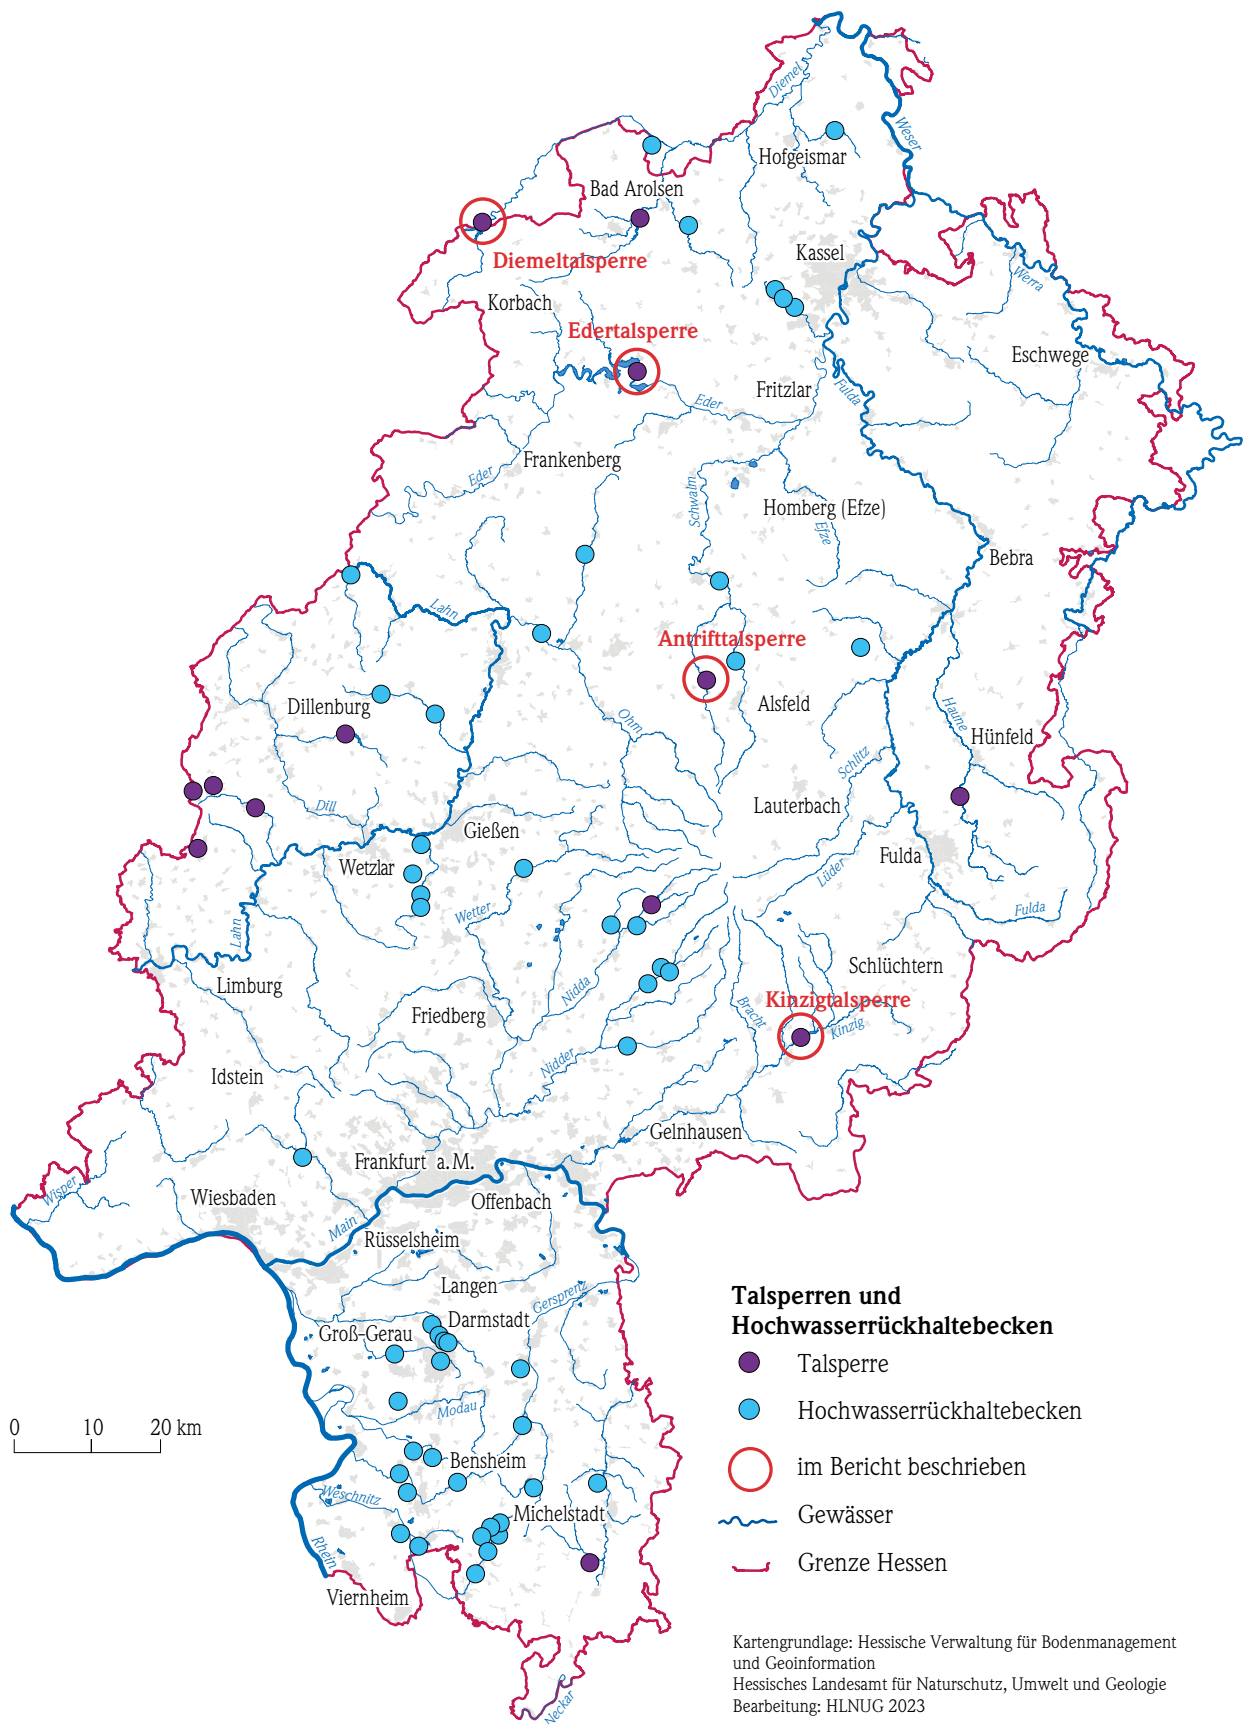 Diemel
Weser
Hofgeismar
Bad Arolsen
Kassel
Diemeltalsperre
Werra
Korbach
Edertalsperre
Eschwege
Fritzlar
Fulda
Eder
Frankenberg
Eder
Schwalm
Homberg (Efze)
Efze
Bebra
Lahn
Antrifttalsperre
Dillenburg
Alsfeld
Haune
Ohm
Hünfeld
Schlitz
Dill
Lauterbach
Gießen
Wetzlar
Fulda
Lüder
Wetter
Fulda
Lahn
Schlüchtern
Limburg
Nidda
Kinzigtalsperre
Friedberg
Bracht
Kinzig
Nidder
Idstein
Gelnhausen
Frankfurt a.M.
Wisper
Wiesbaden
Offenbach
Main
Rüsselsheim
Langen
Gersprenz
Darmstadt
Groß-Gerau
Modau
Bensheim
Weschnitz
Michelstadt
Rhein
Viernheim
Neckar
0 10 20 km
Talsperren und
Hochwasserrückhaltebecken
Talsperre
Hochwasserrückhaltebecken
im Bericht beschrieben
Gewässer
Grenze Hessen
Kartengrundlage: Hessische Verwaltung für Bodenmanagement
und Geoinformation
Hessisches Landesamt für Naturschutz, Umwelt und Geologie
Bearbeitung: HLNUG 2023